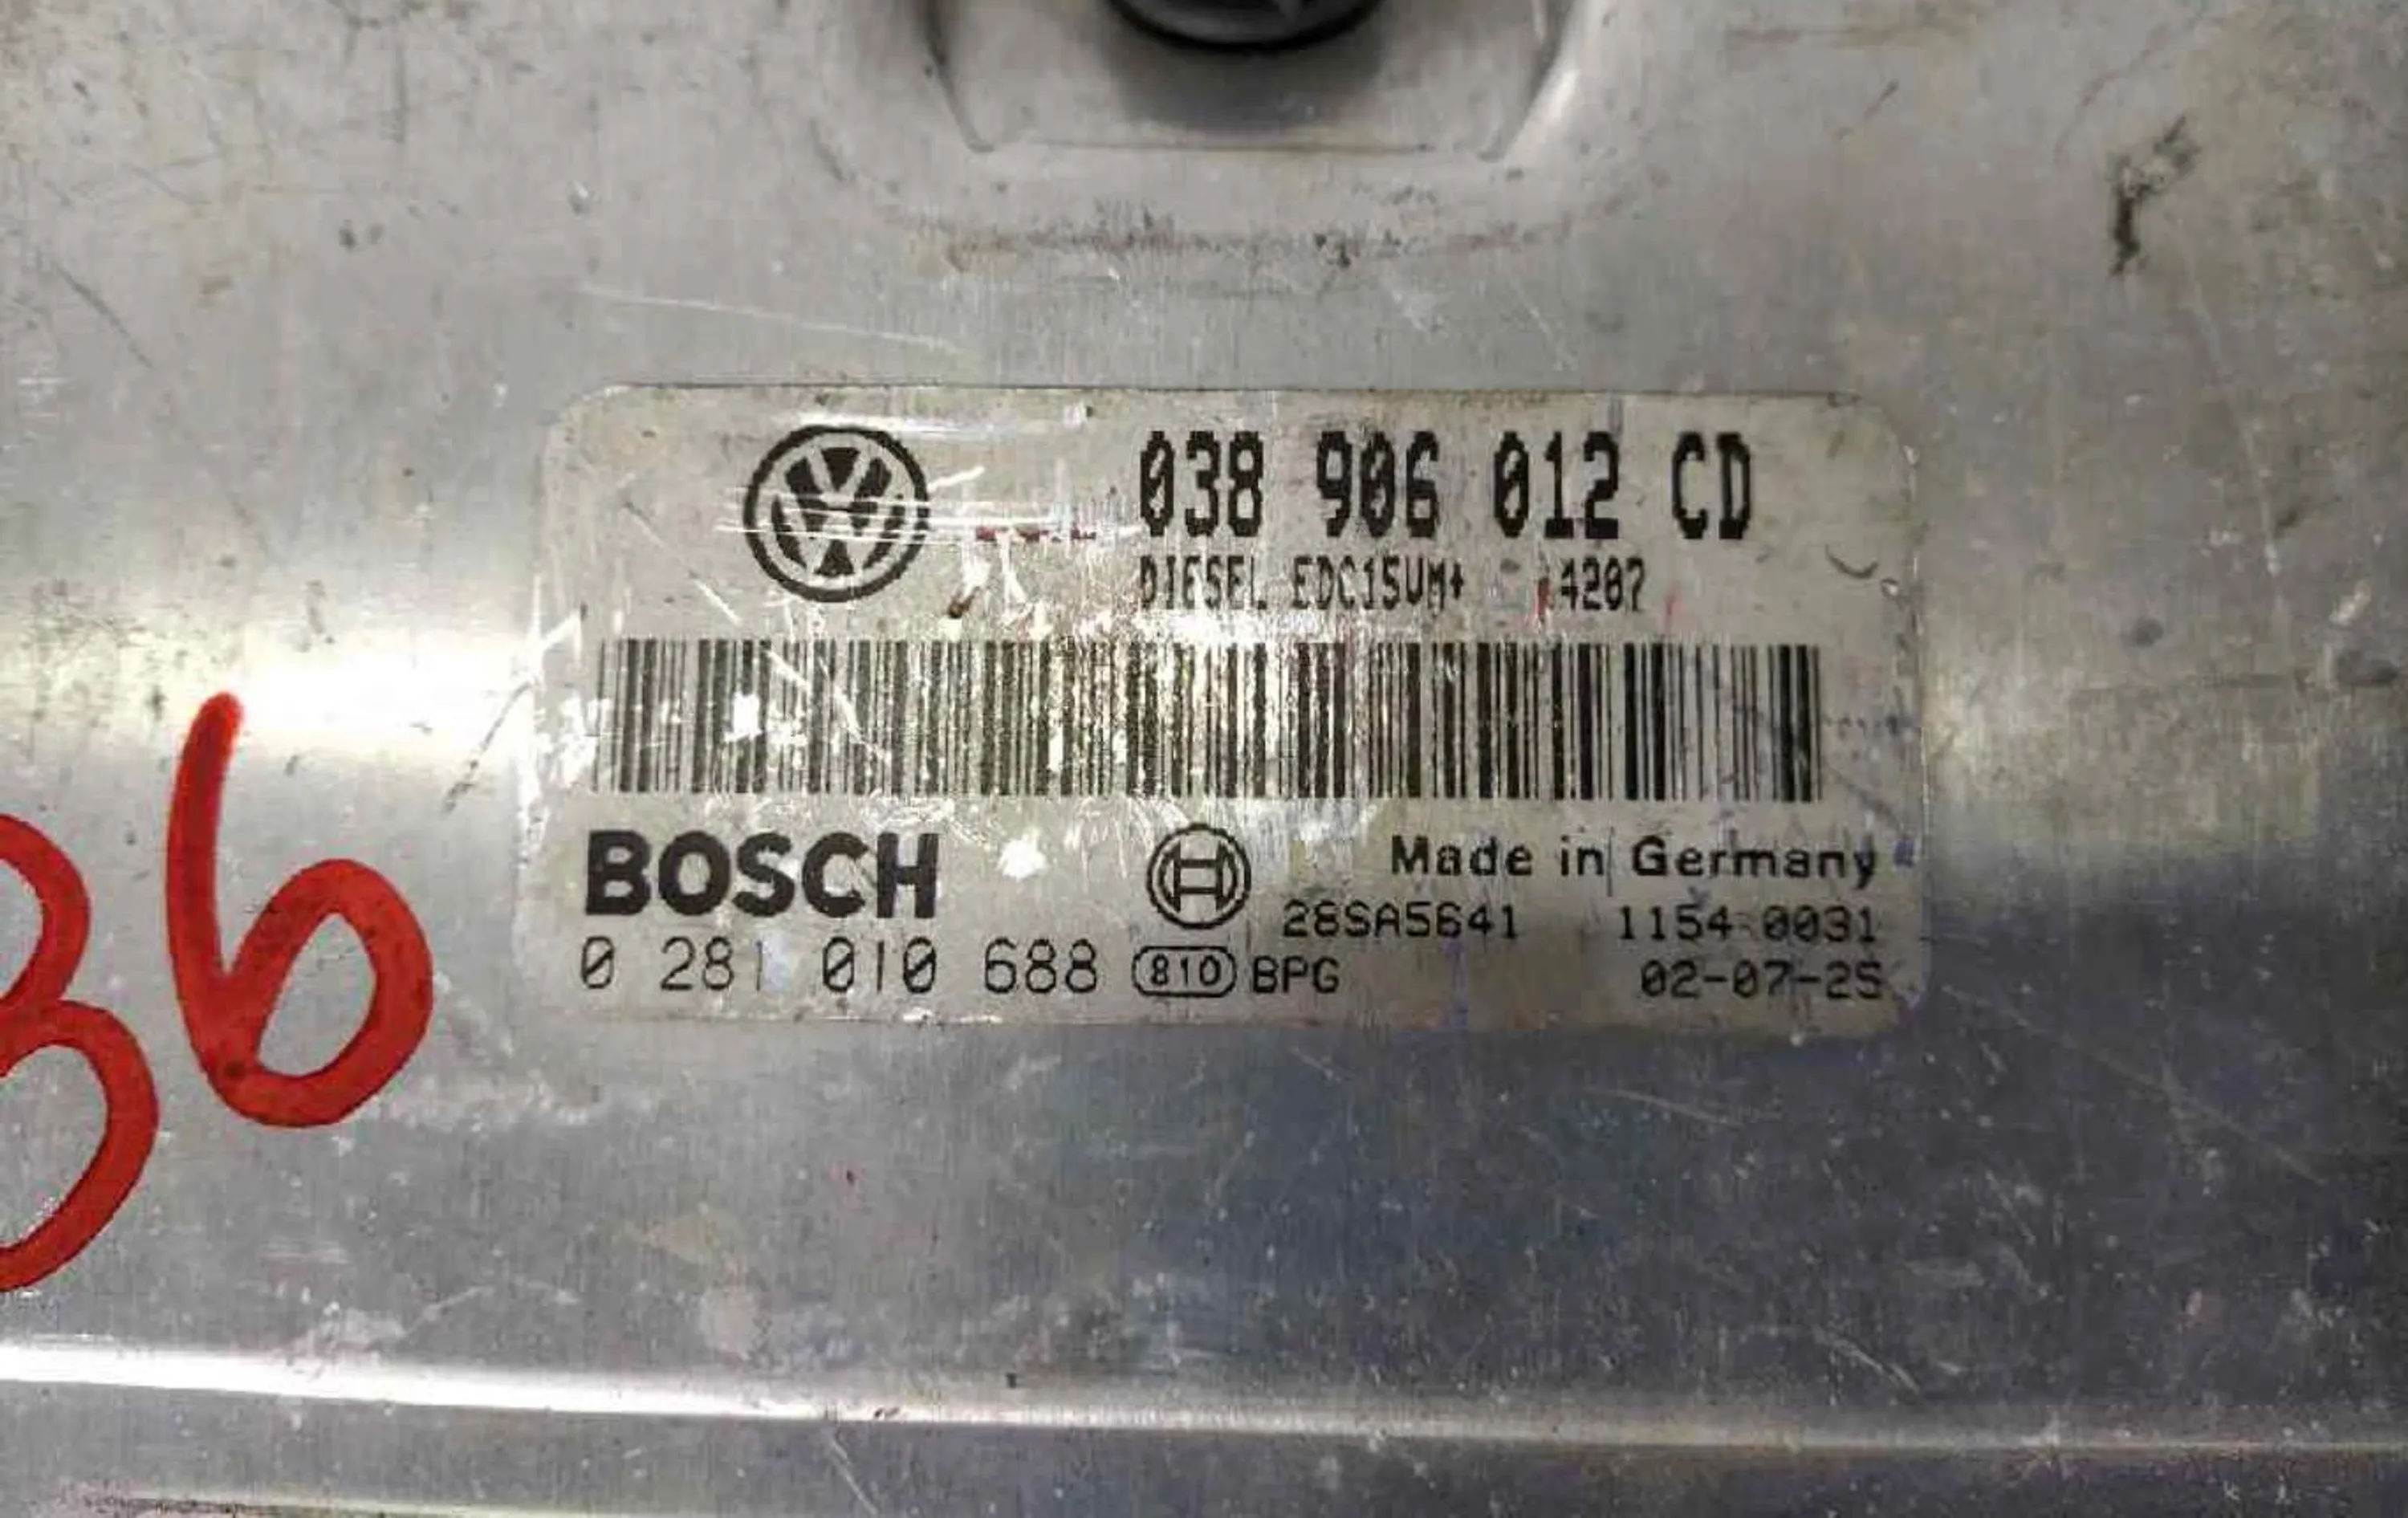 038 906 012 CD
DIESEL EDC15VM+ 4207
BOSCH
Made in Germany
28SA5641 1154 0031
0 281 010 688 810 BPG 02-07-25
36